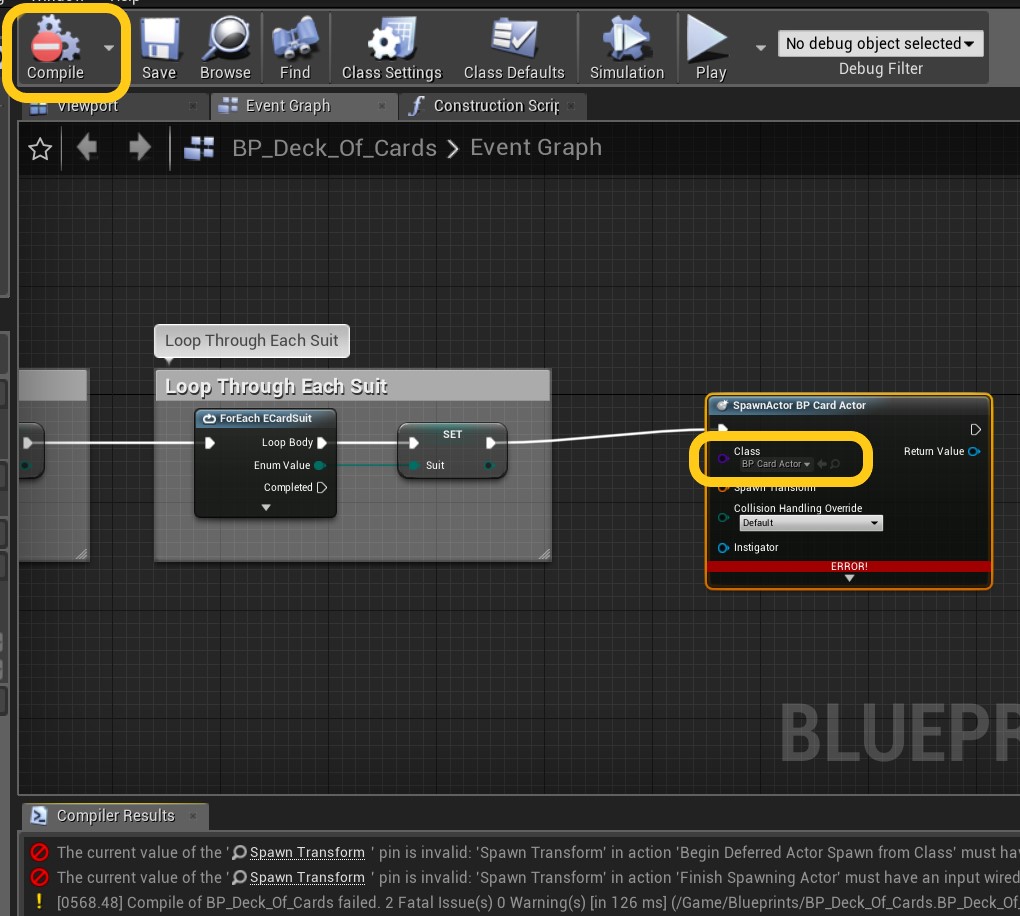 Compile
Save
Browse
Find
Class Settings
Class Defaults
Simulation
Play
No debug object selected
Debug Filter
Viewport
Event Graph
Construction Scrip
BP_Deck_Of_Cards > Event Graph
Loop Through Each Suit
Loop Through Each Suit
ForEach ECardSuit
Loop Body
Enum Value
Completed
SET
Suit
SpawnActor BP Card Actor
Class
BP Card Actor
Return Value
Spawn Transform
Collision Handling Override
Default
Instigator
ERROR!
BLUEPR
Compiler Results
The current value of the ' Spawn Transform ' pin is invalid: 'Spawn Transform' in action 'Begin Deferred Actor Spawn from Class' must ha
The current value of the ' Spawn Transform ' pin is invalid: 'Spawn Transform' in action 'Finish Spawning Actor' must have an input wired
[0568.48] Compile of BP_Deck_Of_Cards failed. 2 Fatal Issue(s) 0 Warning(s) [in 126 ms] (/Game/Blueprints/BP_Deck_Of_Cards.BP_Deck_Of